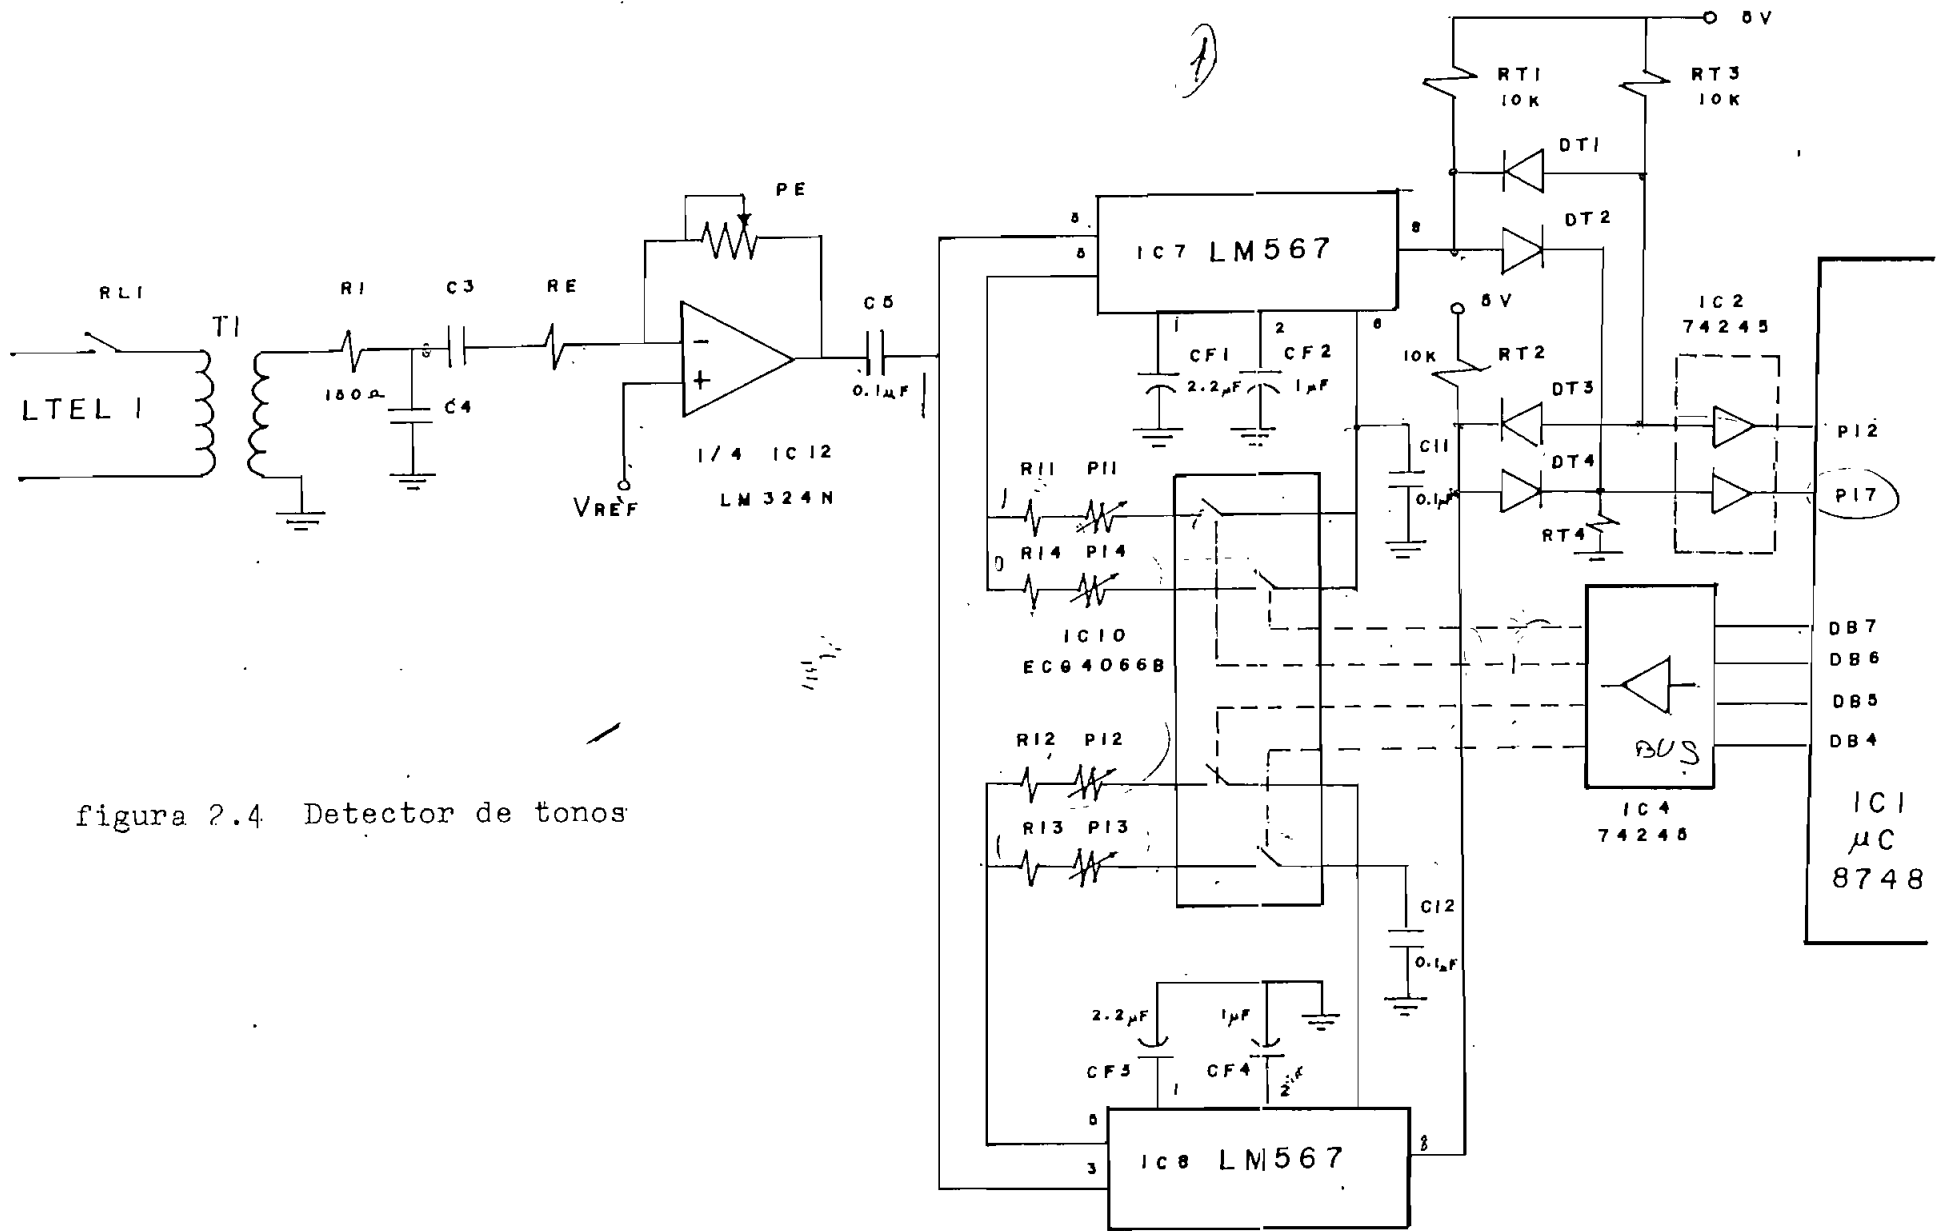 1
5V
RT1
10K
RT3
10K
DT1
PE
DT2
8
IC7 LM567
3
5
RL1
R1
C3
RE
T1
C5
5V
IC2
74245
1
2
6
CF1
CF2
2.2µF
1µF
10K
RT2
150Ω
C4
0.1µF
DT3
LTEL 1
P12
1/4 IC12
LM324N
C11
0.1µF
DT4
P17
VREF
R11 P11
RT4
R14 P14
IC10
ECG4066B
DB7
DB6
DB5
DB4
BUS
R12 P12
IC4
74245
R13 P13
IC1
µC
8748
figura 2.4 Detector de tonos
C12
0.1µF
2.2µF
1µF
CF3
CF4
1
2
5
3
8
IC8 LM567